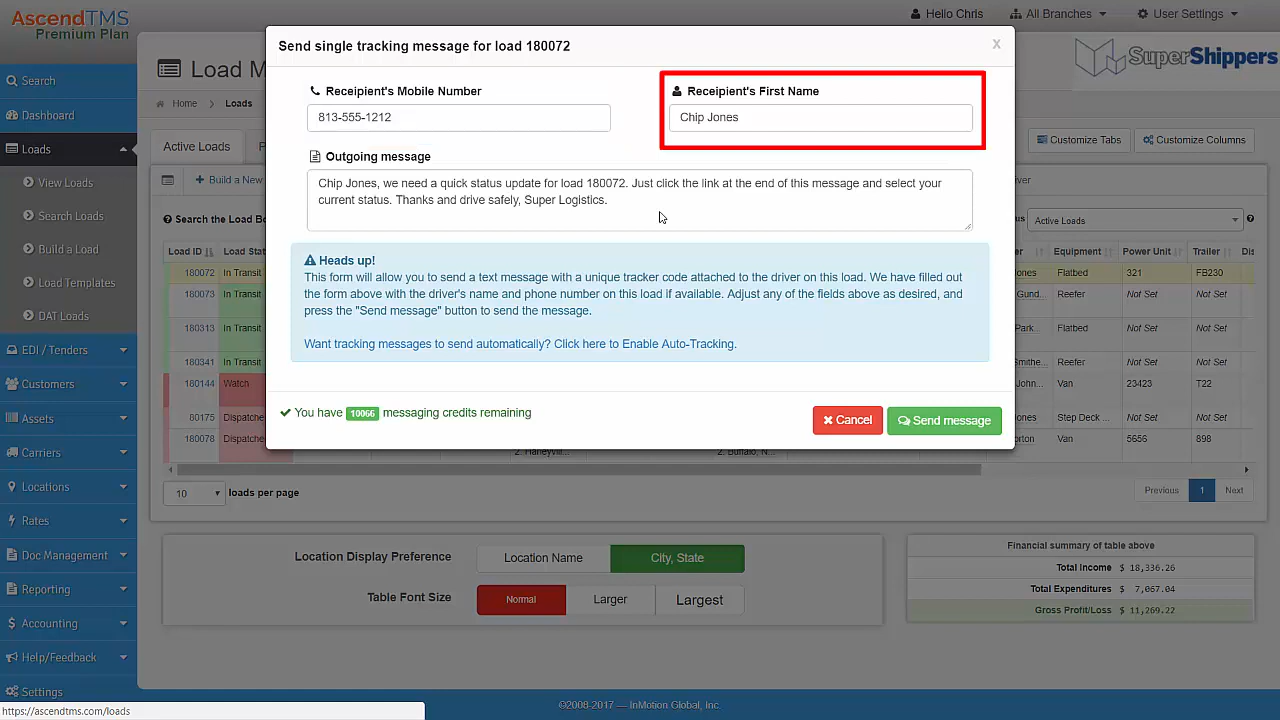 AscendTMS
Premium Plan
Hello Chris
All Branches
User Settings
Send single tracking message for load 180072
X
Search
Load M
SuperShippers
Receipient's Mobile Number
Receipient's First Name
Home
Loads
813-555-1212
Chip Jones
Dashboard
Loads
Active Loads
Customize Tabs
Customize Columns
Outgoing message
Chip Jones, we need a quick status update for load 180072. Just click the link at the end of this message and select your
current status. Thanks and drive safely, Super Logistics.
View Loads
Build a New
Search Loads
Search the Load Bo
Active Loads
Build a Load
Load ID
Load Stat
Equipment
Power Unit
Trailer
Dis
Heads up!
This form will allow you to send a text message with a unique tracker code attached to the driver on this load. We have filled out
the form above with the driver's name and phone number on this load if available. Adjust any of the fields above as desired, and
press the "Send message" button to send the message.
Want tracking messages to send automatically? Click here to Enable Auto-Tracking.
180072 In Transit
ones Flatbed 321 FB230
Load Templates
180073 In Transit
Gund... Reefer Not Set Not Set
DAT Loads
180313 In Transit
Park... Flatbed Not Set Not Set
EDI / Tenders
180341 In Transit
Smithe... Reefer Not Set Not Set
Customers
180144 Watch
John... Van 23423 T22
Assets
80175 Dispatche
Step Deck ... Not Set Not Set
You have 10066 messaging credits remaining
Cancel
Send message
180078 Dispatche
orton Van 5656 898
2. Haneyvill...
2. Buffalo, N...
Carriers
Locations
10
loads per page
Previous
1
Next
Rates
Doc Management
Location Display Preference
Location Name
City, State
Financial summary of table above
Total Income $ 18,336.26
Reporting
Table Font Size
Normal
Larger
Largest
Total Expenditures $ 7,067.04
Gross Profit/Loss $ 11,269.22
Accounting
Help/Feedback
Settings
https://ascendtms.com/loads
©2008-2017 — InMotion Global, Inc.